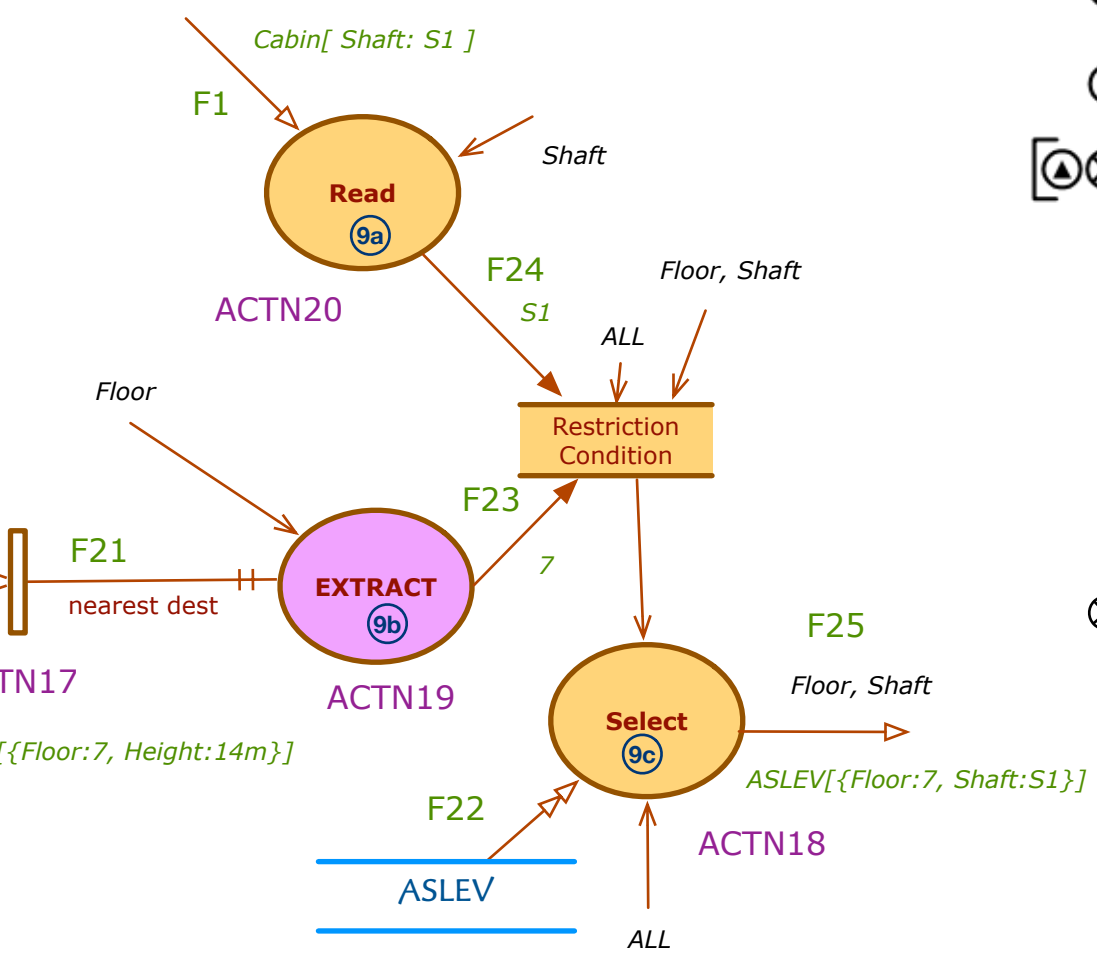 Cabin[ Shaft: S1 ]
F1
Shaft
Read
9a
F24
Floor, Shaft
ACTN20
S1
ALL
Floor
Restriction
Condition
F23
F21
7
EXTRACT
nearest dest
9b
F25
TN17
ACTN19
Floor, Shaft
Select
[{Floor:7, Height:14m}]
9c
ASLEV[{Floor:7, Shaft:S1}]
F22
ACTN18
ASLEV
ALL